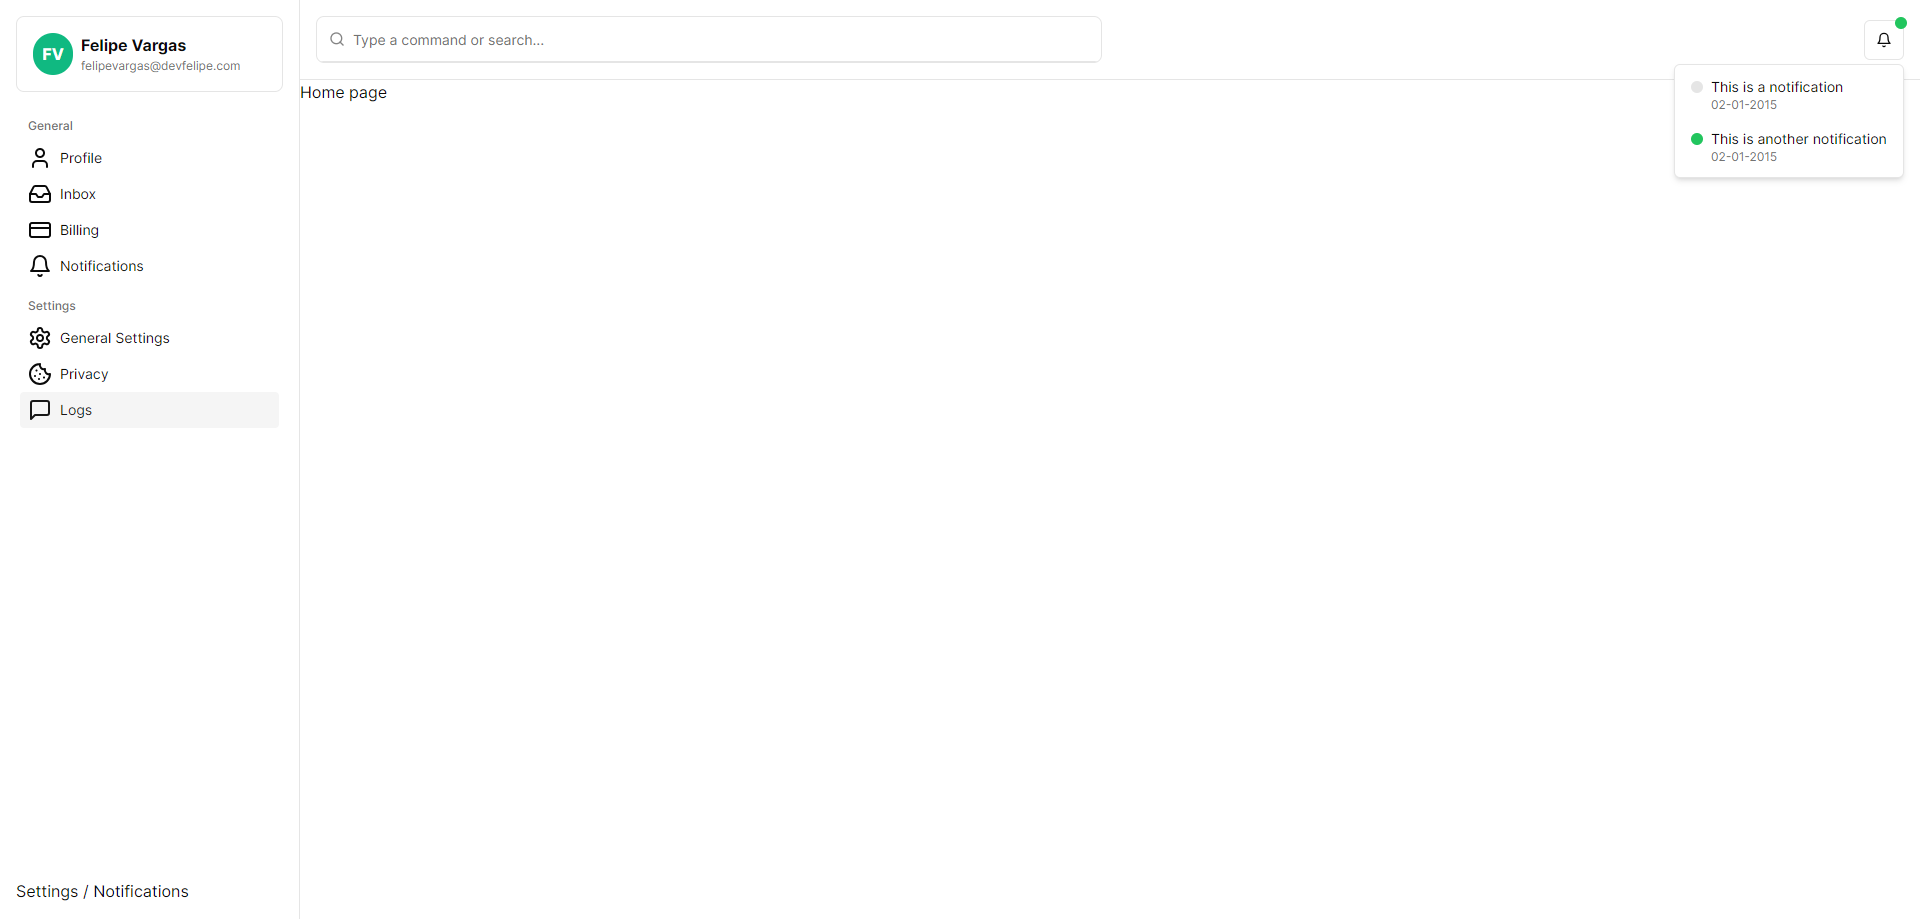 FV
Felipe Vargas
felipevargas@devfelipe.com
General
Profile
Inbox
Billing
Notifications
Settings
General Settings
Privacy
Logs
Settings / Notifications
Type a command or search...
Home page
This is a notification
02-01-2015
This is another notification
02-01-2015